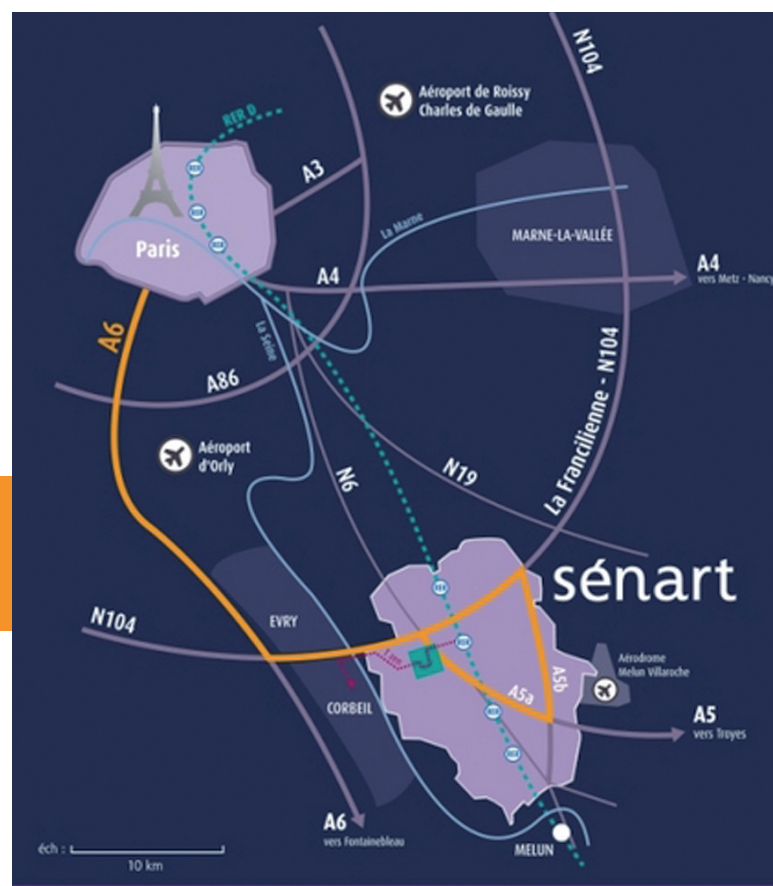 N104
Aéroport de Roissy
Charles de Gaulle
RER D
A3
La Marne
MARNE-LA-VALLÉE
Paris
A4
A4
vers Metz - Nancy
A6
La Seine
A86
La Francilienne - N104
Aéroport
d'Orly
N6
N19
sénart
N104
EVRY
T Zen
Aérodrome
Melun Villaroche
A5b
A5a
CORBEIL
A5
vers Troyes
A6
vers Fontainebleau
MELUN
éch :
10 km